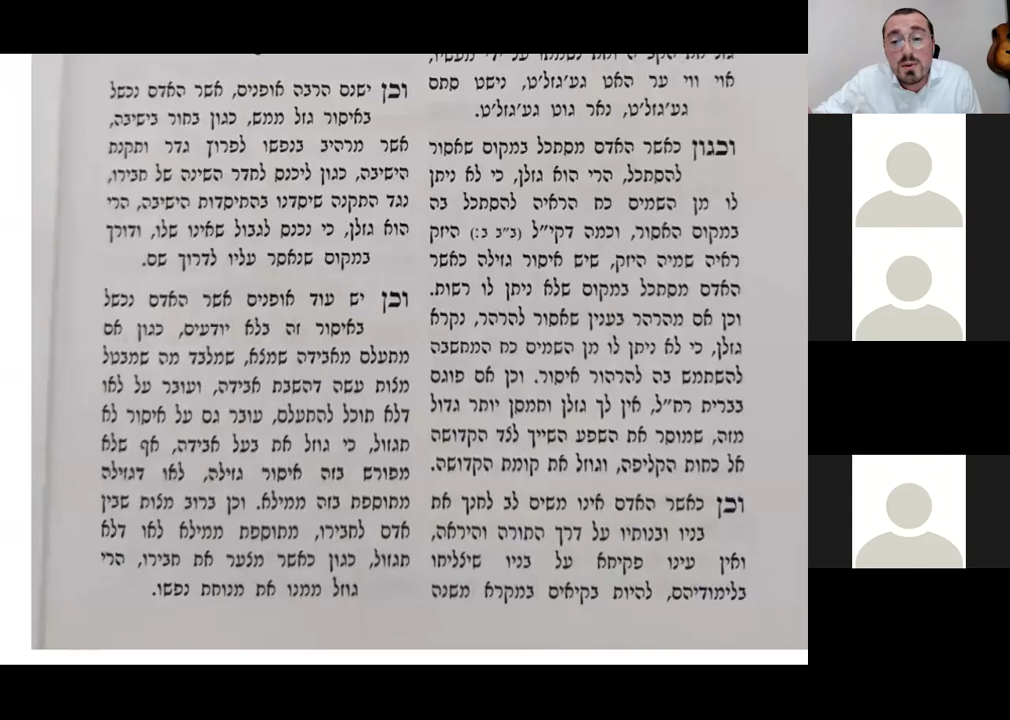 אוי ווי ער האט גע׳גזל׳ט, נישט סתם
גע׳גזל׳ט, נאר גוט גע׳גזל׳ט.
וכגון כאשר האדם מסתכל במקום שאסור
להסתכל, הרי הוא גזלן, כי לא ניתן
לו מן השמים כח הראיה להסתכל בה
במקום האסור, וכמה דקיי״ל (ב״ב ב:) היזק
ראיה שמיה היזק, שיש איסור גזילה כאשר
האדם מסתכל במקום שלא ניתן לו רשות.
וכן אם מהרהר בענין שאסור להרהר, נקרא
גזלן, כי לא ניתן לו מן השמים כח המחשבה
להשתמש בה להרהור איסור. וכן אם פוגם
בברית רח״ל, אין לך גזלן וחמסן יותר גדול
מזה, שמוסר את השפע השייך לצד הקדושה
אל כחות הקליפה, וגוזל את קומת הקדושה.
וכן כאשר האדם אינו משים לב לחנך את
בניו ובנותיו על דרך התורה והיראה,
ואין עינו פקיחא על בניו שיצליחו
בלימודיהם, להיות בקיאים במקרא משנה
וכן ישנם הרבה אופנים, אשר האדם נכשל
באיסור גזל ממש, כגון בחור בישיבה,
אשר מרהיב בנפשו לפרוץ גדר ותקנת
הישיבה, כגון ליכנס לחדר השינה של חבירו,
נגד התקנה שיסדנו בהתיסדות הישיבה, הרי
הוא גזלן, כי נכנס לגבול שאינו שלו, ודורך
במקום שנאסר עליו לדרוך שם.
וכן יש עוד אופנים אשר האדם נכשל
באיסור זה בלא יודעים, כגון אם
מתעלם מאבידה שמצא, שמלבד מה שמבטל
מצות עשה דהשבת אבידה, ועובר על לאו
דלא תוכל להתעלם, עובר גם על איסור לא
תגזול, כי גוזל את בעל אבידה, אף שלא
מפורש בזה איסור גזילה, לאו דגזילה
מתוספת בזה ממילא. וכן ברוב מצות שבין
אדם לחבירו, מתוספת ממילא לאו דלא
תגזול, כגון כאשר מצער את חבירו, הרי
גוזל ממנו את מנוחת נפשו.